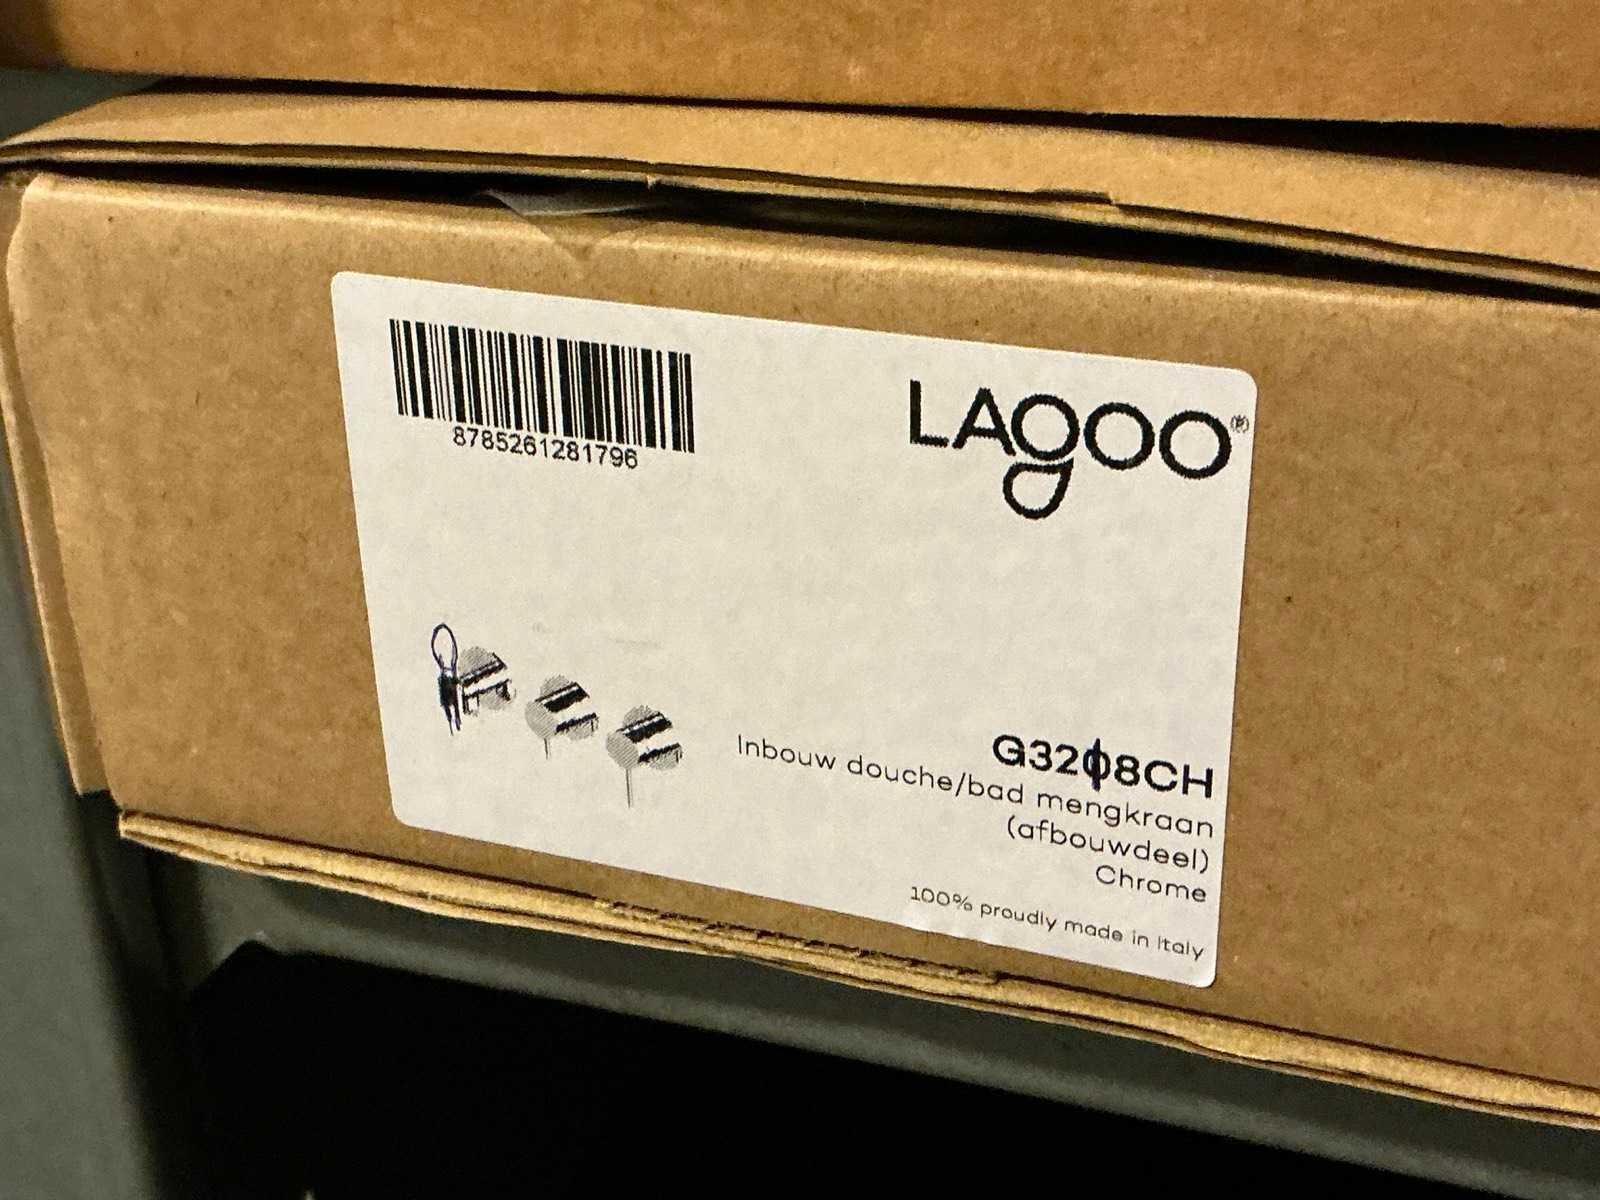 8785261281796
LAGOO®
G3208CH
Inbouw douche/bad mengkraan
(afbouwdeel)
Chrome
100% proudly made in Italy